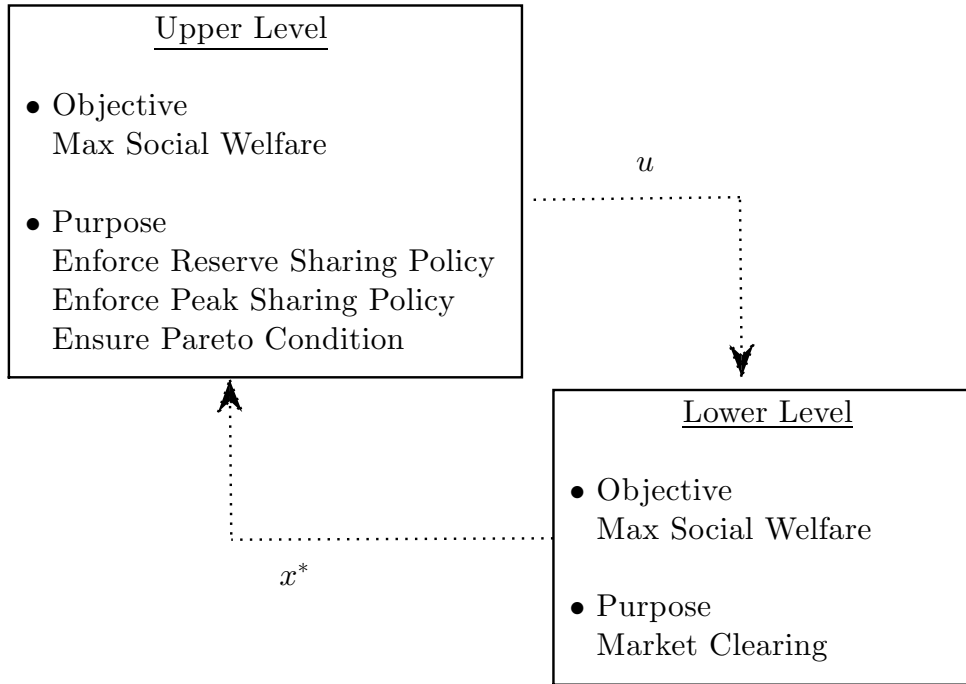 Upper Level
• Objective
Max Social Welfare
• Purpose
Enforce Reserve Sharing Policy
Enforce Peak Sharing Policy
Ensure Pareto Condition
u
Lower Level
• Objective
Max Social Welfare
• Purpose
Market Clearing
x*